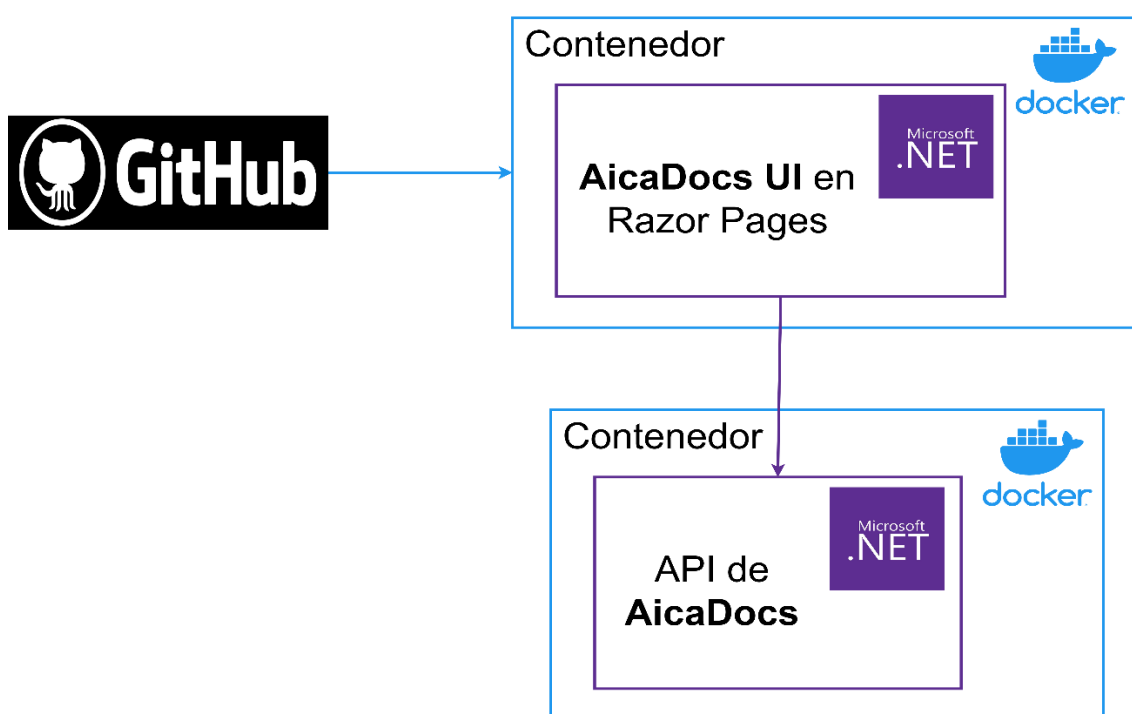 Contenedor
docker
Microsoft
.NET
AicaDocs UI en
Razor Pages
GitHub
Contenedor
docker
Microsoft
.NET
API de
AicaDocs